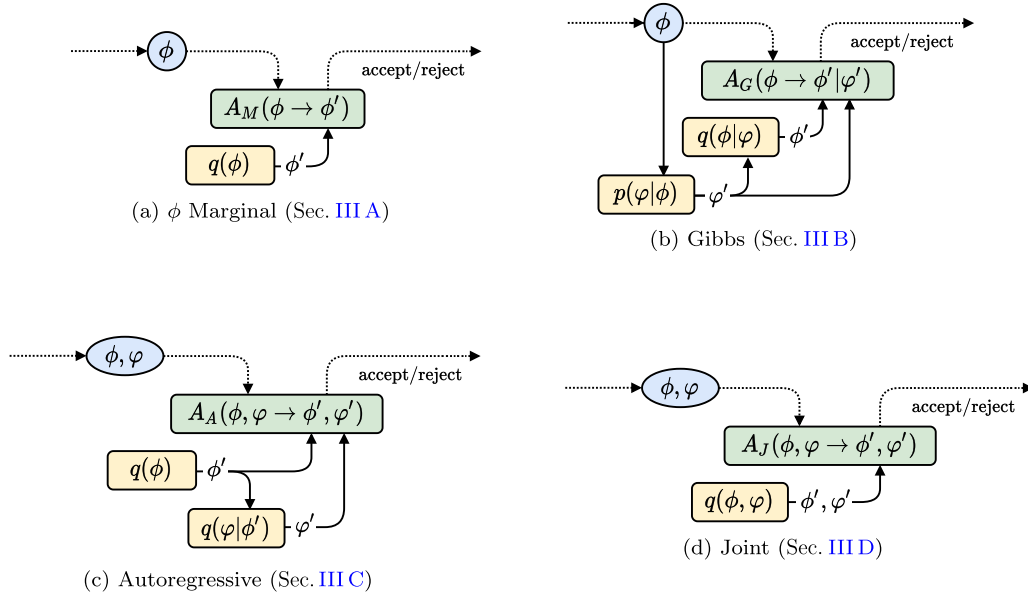 ϕ
accept/reject
A_M(ϕ → ϕ′)
q(ϕ) ϕ′
(a) ϕ Marginal (Sec. III A)
ϕ
accept/reject
A_G(ϕ → ϕ′|φ′)
q(ϕ|φ) ϕ′
p(φ|ϕ) φ′
(b) Gibbs (Sec. III B)
ϕ, φ
accept/reject
A_A(ϕ, φ → ϕ′, φ′)
q(ϕ) ϕ′
q(φ|ϕ′) φ′
(c) Autoregressive (Sec. III C)
ϕ, φ
accept/reject
A_J(ϕ, φ → ϕ′, φ′)
q(ϕ, φ) ϕ′, φ′
(d) Joint (Sec. III D)